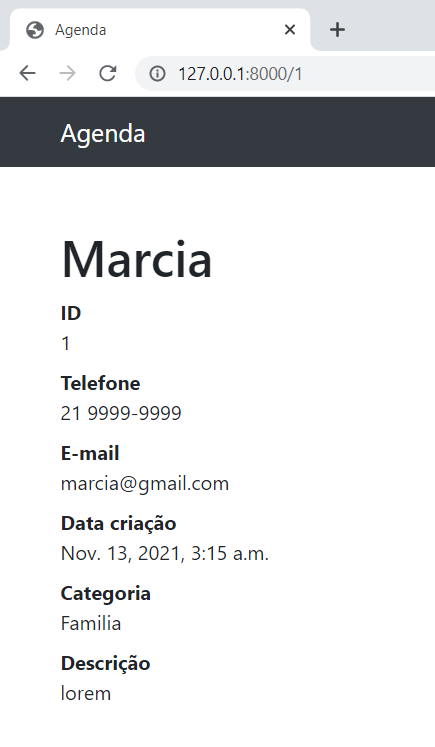 Agenda
127.0.0.1:8000/1
Agenda
Marcia
ID
1
Telefone
21 9999-9999
E-mail
marcia@gmail.com
Data criação
Nov. 13, 2021, 3:15 a.m.
Categoria
Familia
Descrição
lorem